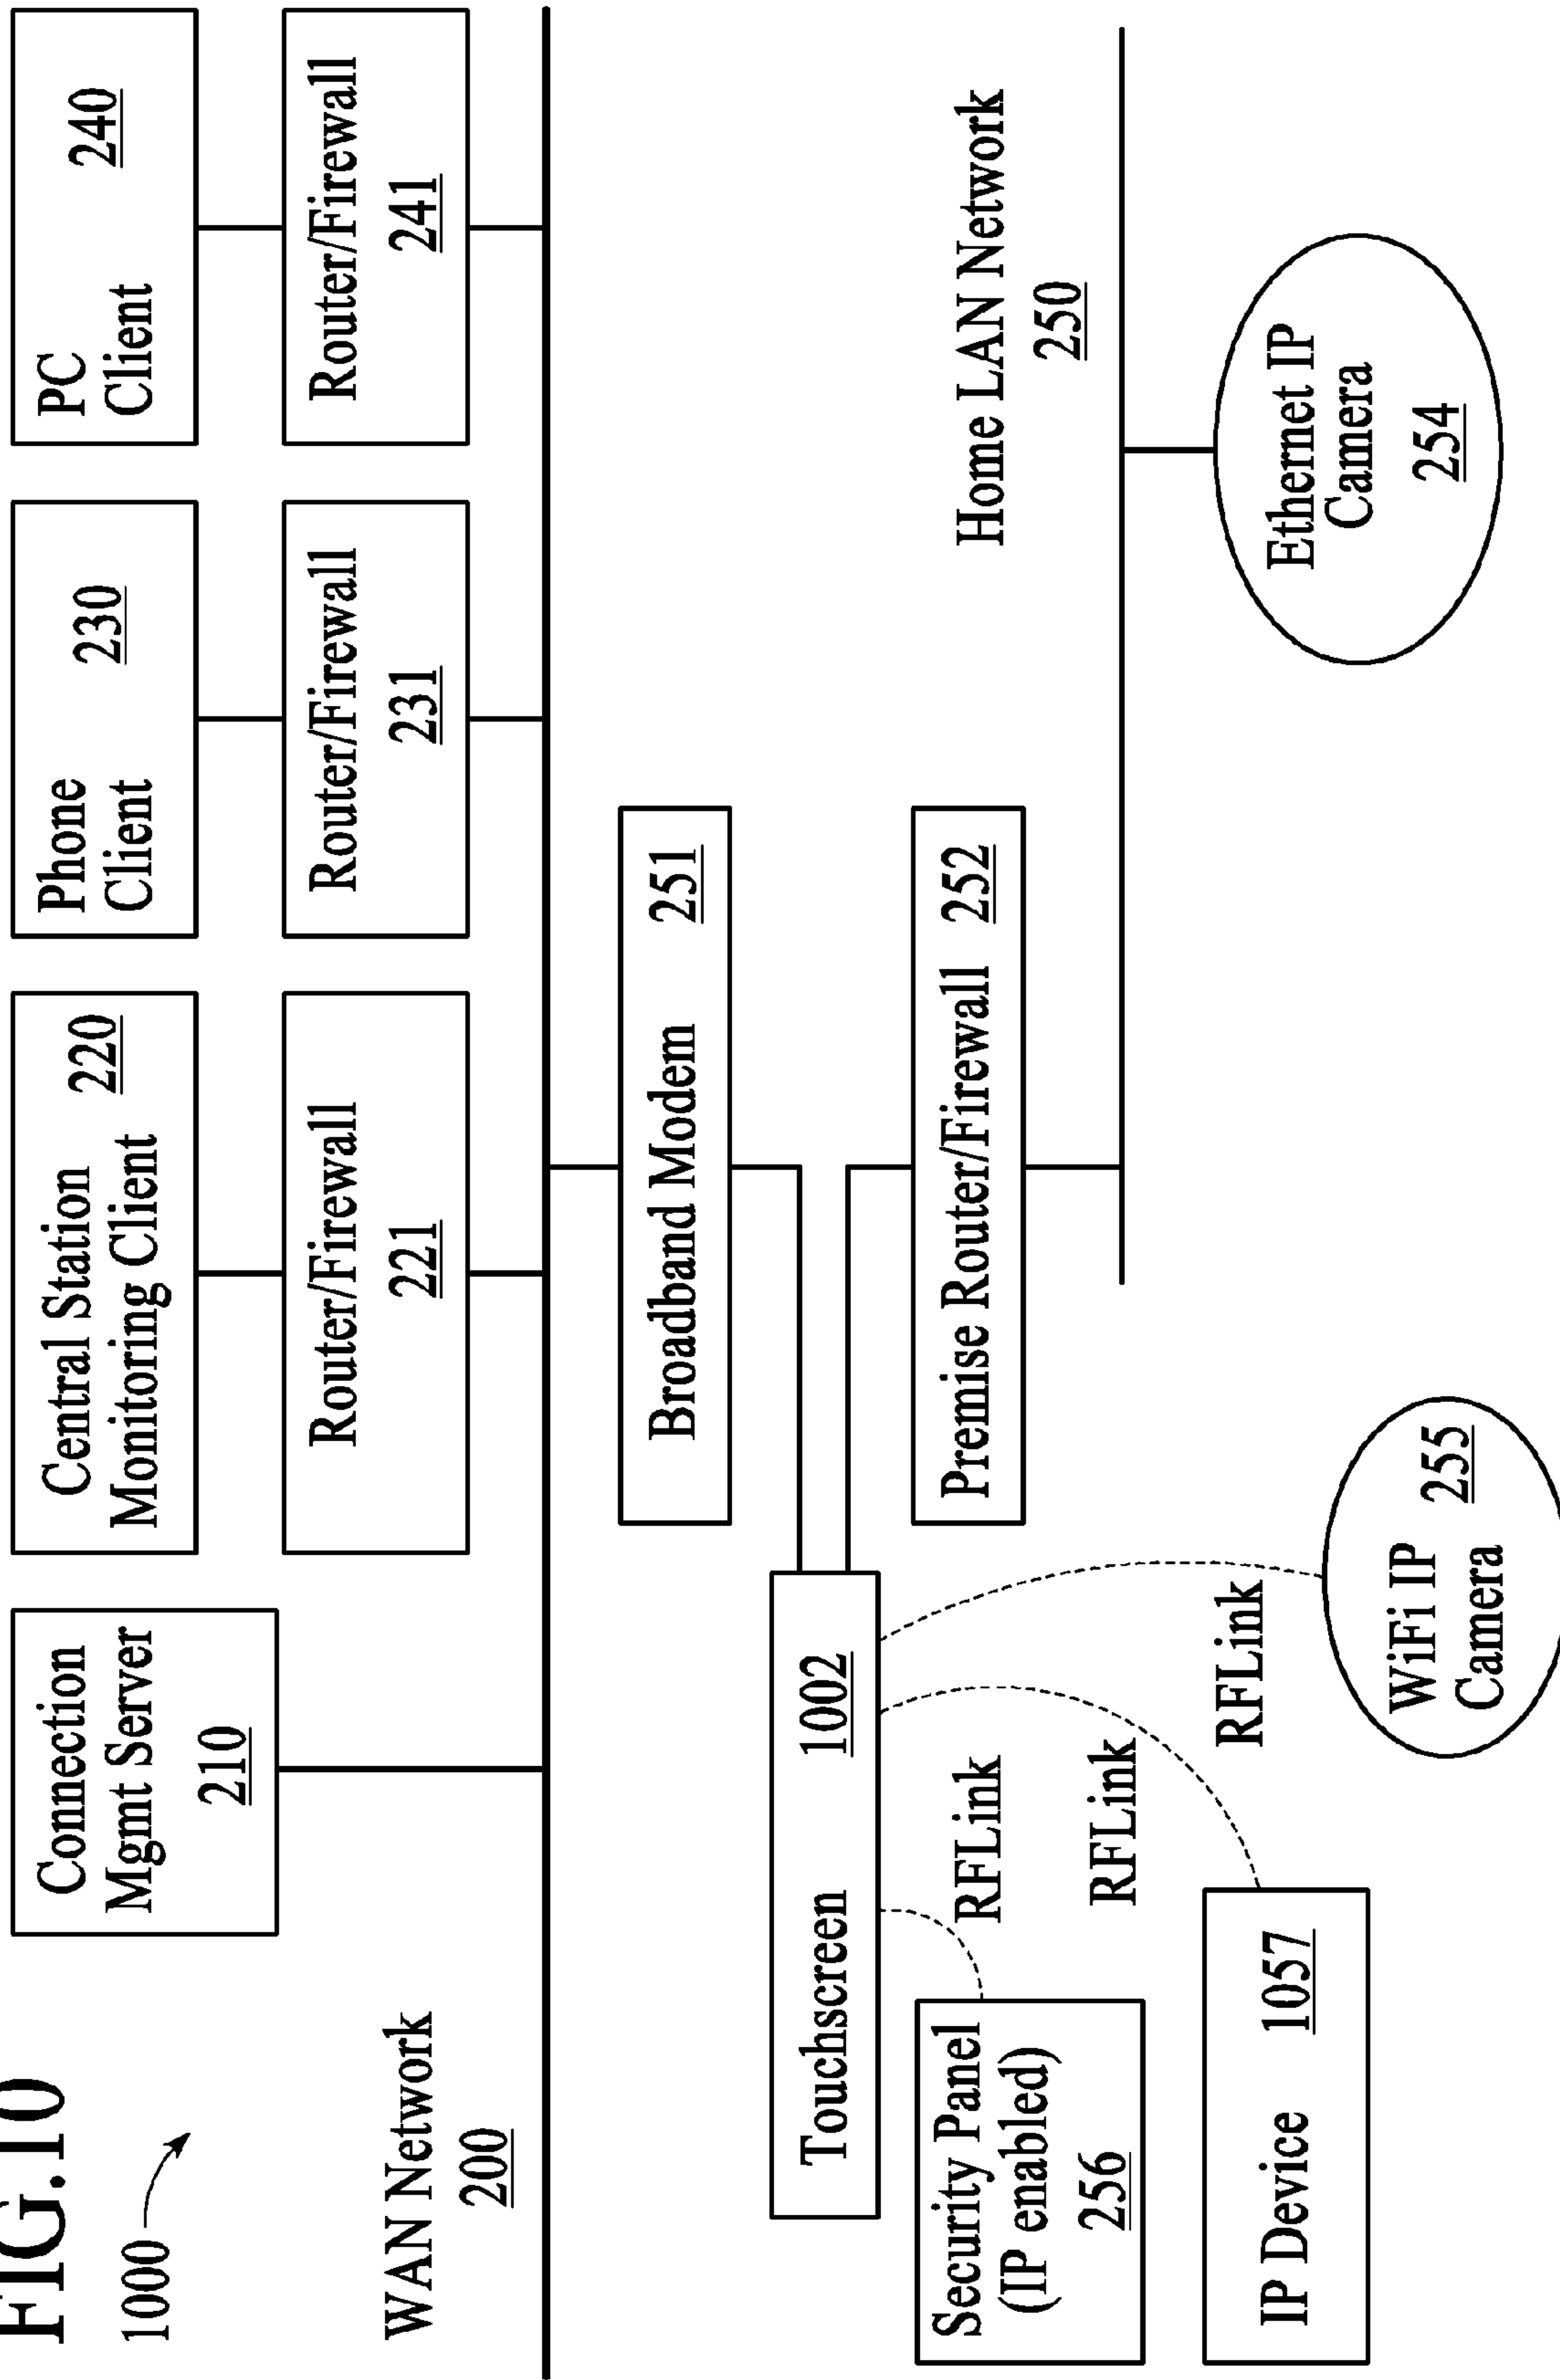 FIG.10
1000
WAN Network
200
Connection
Mgmt Server
210
Central Station
Monitoring Client
220
Router/Firewall
221
Phone
Client
230
Router/Firewall
231
PC
Client
240
Router/Firewall
241
Broadband Modem 251
Touchscreen 1002
Premise Router/Firewall 252
Home LAN Network
250
Security Panel
(IP enabled)
256
RFLink
RFLink
RFLink
IP Device 1057
WiFi IP
Camera
255
Ethernet IP
Camera
254